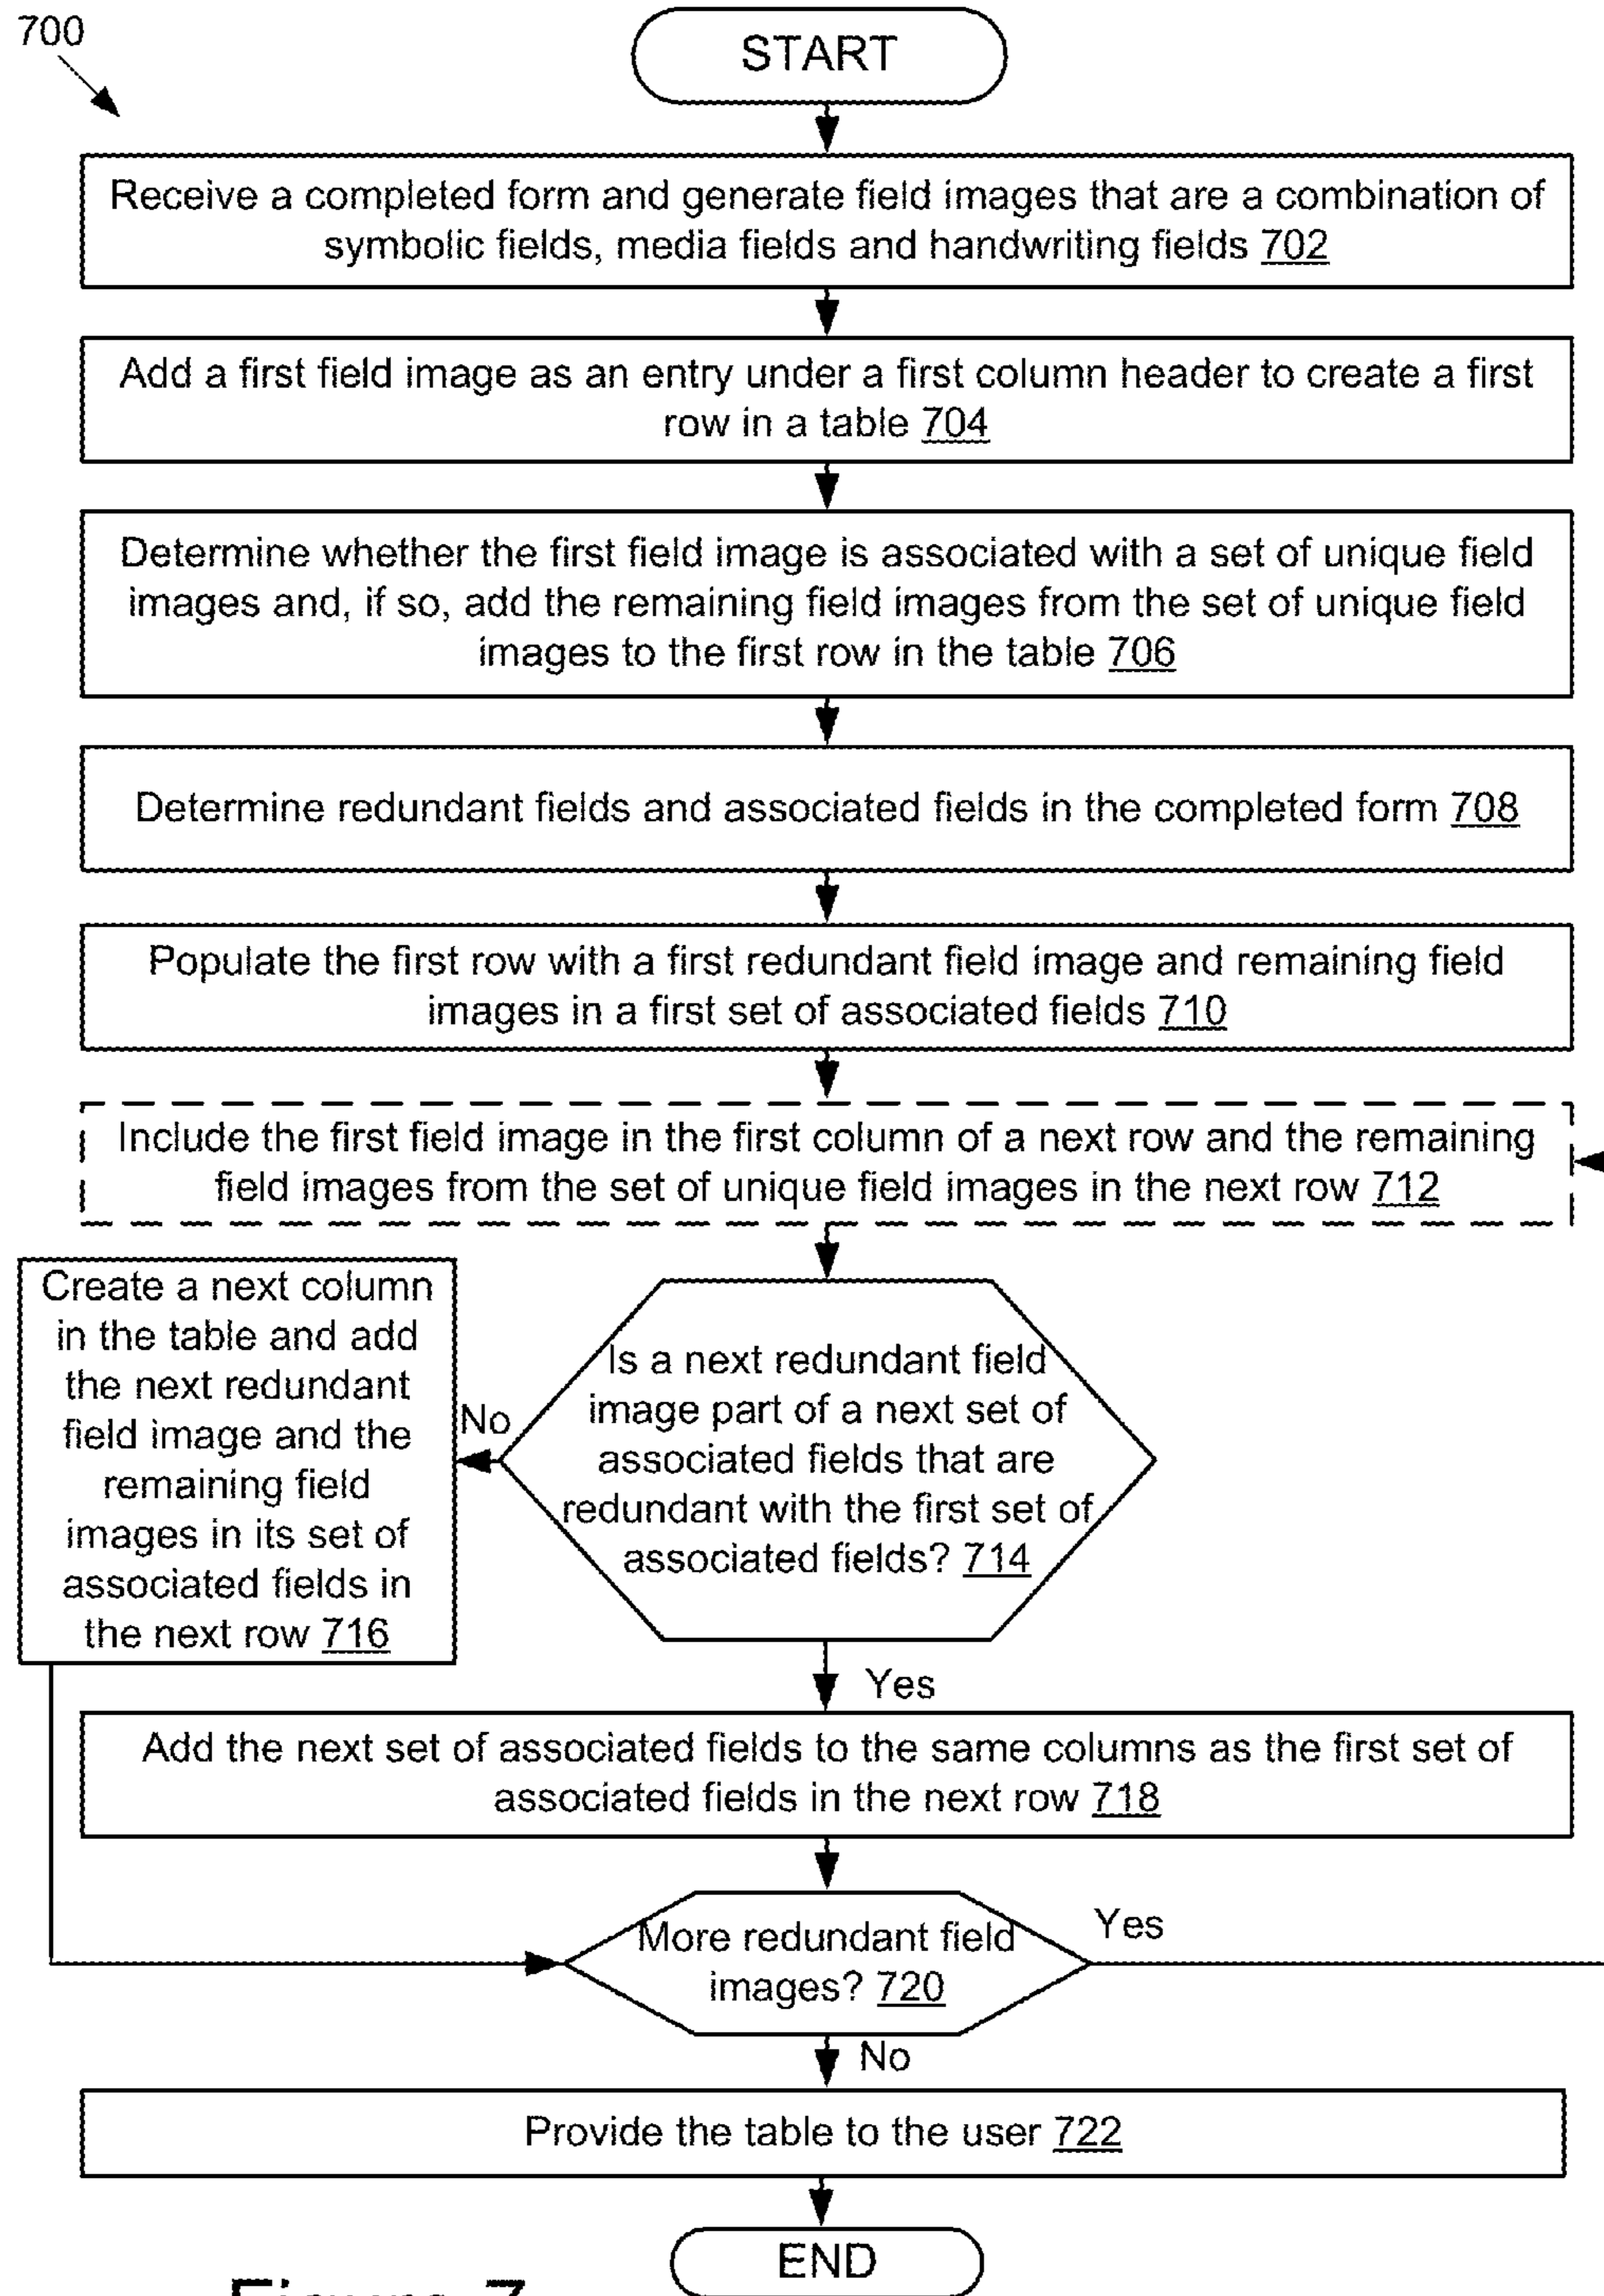 700
START
Receive a completed form and generate field images that are a combination of
symbolic fields, media fields and handwriting fields 702
Add a first field image as an entry under a first column header to create a first
row in a table 704
Determine whether the first field image is associated with a set of unique field
images and, if so, add the remaining field images from the set of unique field
images to the first row in the table 706
Determine redundant fields and associated fields in the completed form 708
Populate the first row with a first redundant field image and remaining field
images in a first set of associated fields 710
Include the first field image in the first column of a next row and the remaining
field images from the set of unique field images in the next row 712
Create a next column
in the table and add
the next redundant
field image and the
remaining field
images in its set of
associated fields in
the next row 716
No
Is a next redundant field
image part of a next set of
associated fields that are
redundant with the first set of
associated fields? 714
Yes
Add the next set of associated fields to the same columns as the first set of
associated fields in the next row 718
More redundant field
images? 720
Yes
No
Provide the table to the user 722
END
Figure 7